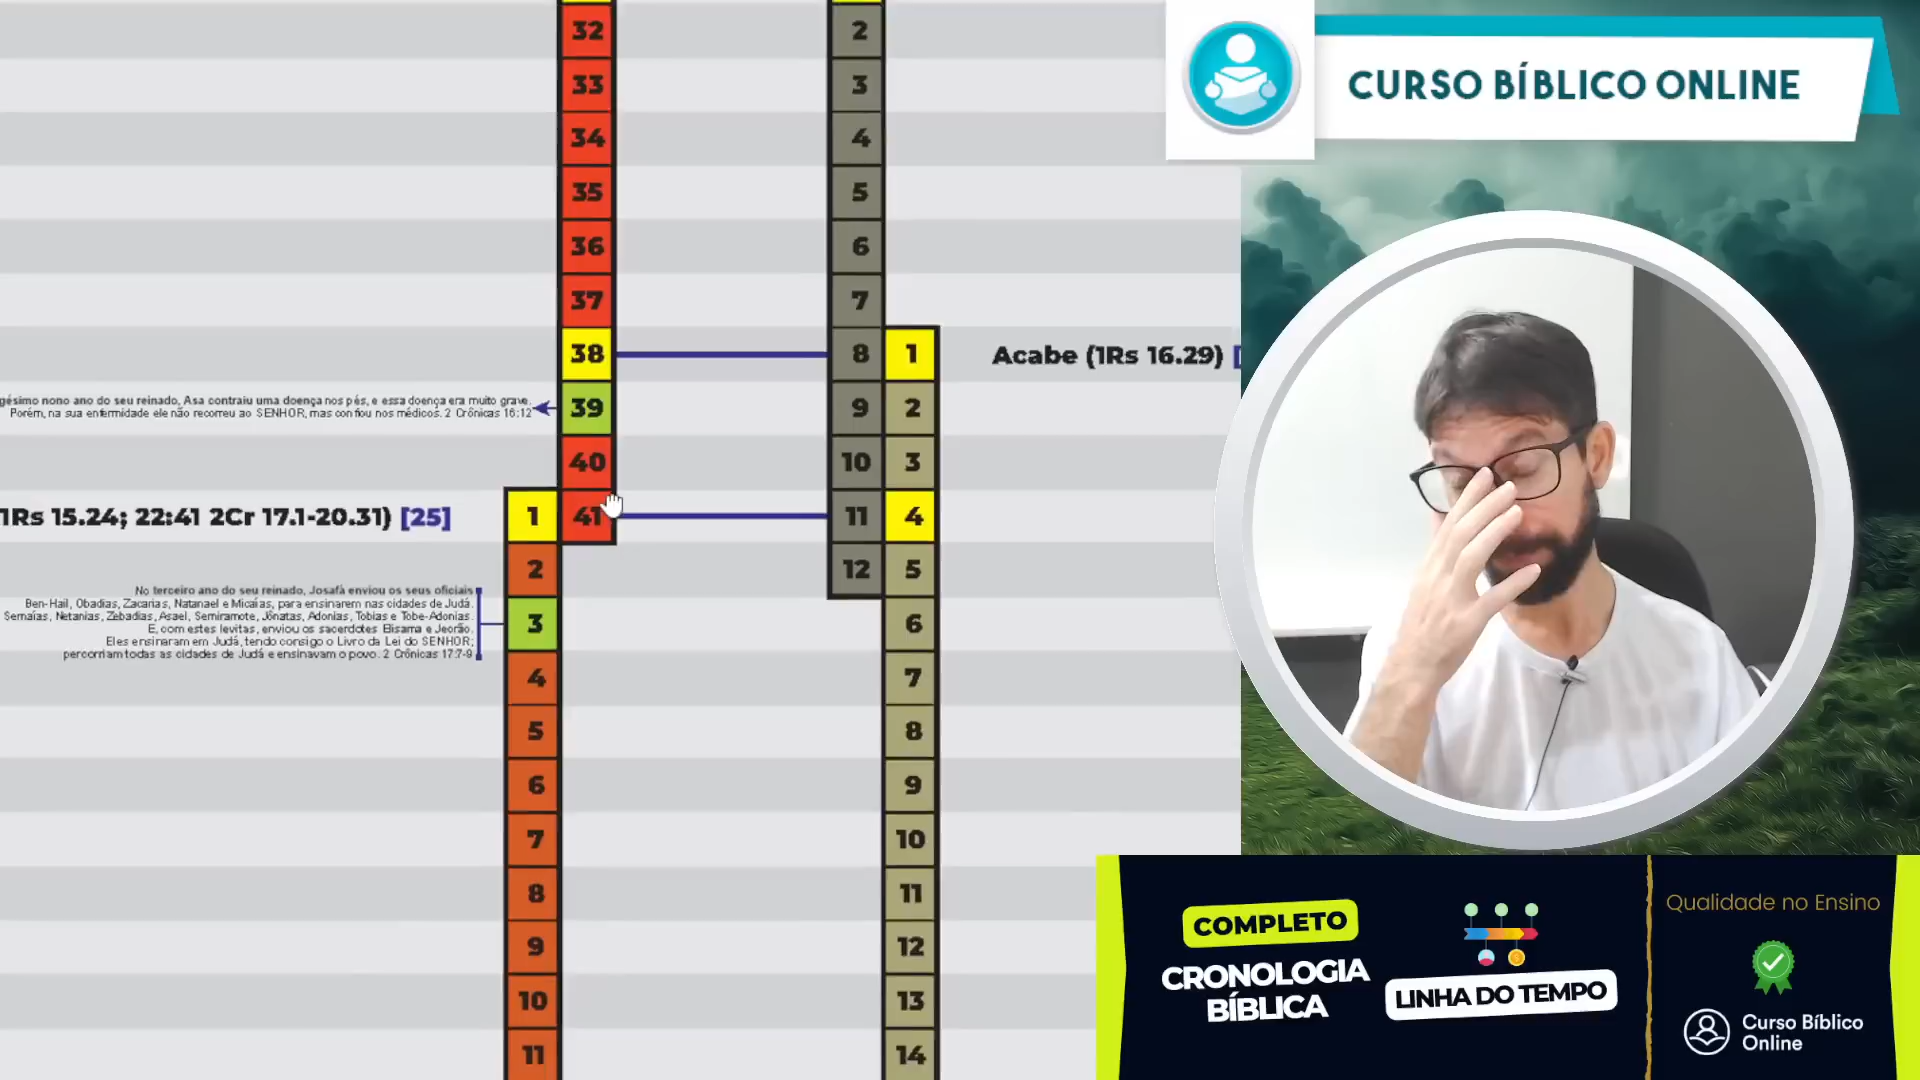 32
33
34
35
36
37
38
39
40
41
2
3
4
5
6
7
8
9
10
11
12
1
2
3
4
5
6
7
8
9
10
11
12
13
14
Acabe (1Rs 16.29) [
gésimo nono ano do seu reinado, Asa contraiu uma doença nos pés, e essa doença era muito grave.
Porém, na sua enfermidade ele não recorreu ao SENHOR, mas confiou nos médicos. 2 Crônicas 16:12
1Rs 15.24; 22:41 2Cr 17.1-20.31) [25]
1
2
3
4
5
6
7
8
9
10
11
No terceiro ano do seu reinado, Josafá enviou os seus oficiais
Ben-Hail, Obadias, Zacarias, Natanael e Micaías, para ensinarem nas cidades de Judá.
Semaías, Netanias, Zebadias, Asael, Semiramote, Jônatas, Adonias, Tobias e Tobe-Adonias.
E, com estes levitas, enviou os sacerdotes Elisama e Jeorão.
Eles ensinaram em Judá, tendo consigo o Livro da Lei do SENHOR;
percorriam todas as cidades de Judá e ensinavam o povo. 2 Crônicas 17:7-9
CURSO BÍBLICO ONLINE
COMPLETO
CRONOLOGIA
BÍBLICA
LINHA DO TEMPO
Qualidade no Ensino
Curso Bíblico
Online